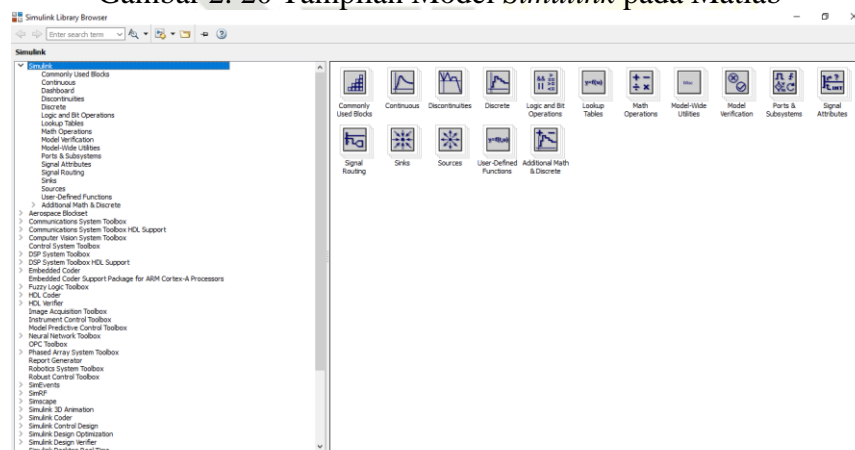 Gambar 2. 20 Tampilan Model Simulink pada Matlab
Simulink Library Browser
Enter search term
Simulink
Simulink
Commonly Used Blocks
Continuous
Dashboard
Discontinuities
Discrete
Logic and Bit Operations
Lookup Tables
Math Operations
Model Verification
Model-Wide Utilities
Ports & Subsystems
Signal Attributes
Signal Routing
Sinks
Sources
User-Defined Functions
Additional Math & Discrete
Aerospace Blockset
Communications System Toolbox
Communications System Toolbox HDL Support
Computer Vision System Toolbox
Control System Toolbox
DSP System Toolbox
DSP System Toolbox HDL Support
Embedded Coder
Embedded Coder Support Package for ARM Cortex-A Processors
Fuzzy Logic Toolbox
HDL Coder
HDL Verifier
Image Acquisition Toolbox
Instrument Control Toolbox
Model Predictive Control Toolbox
Neural Network Toolbox
OPC Toolbox
Phased Array System Toolbox
Report Generator
Robotics System Toolbox
Robust Control Toolbox
SimEvents
SimRF
Simscape
Simulink 3D Animation
Simulink Coder
Simulink Control Design
Simulink Design Optimization
Simulink Design Verifier
Simulink Desktop Real-Time
Commonly
Used Blocks
Continuous
Discontinuities
Discrete
Logic and Bit
Operations
y=f(u)
Lookup
Tables
Math
Operations
Model-Wide
Utilities
Model
Verification
Ports &
Subsystems
Signal
Attributes
Signal
Routing
Sinks
Sources
y=f(u)
User-Defined
Functions
Additional Math
& Discrete